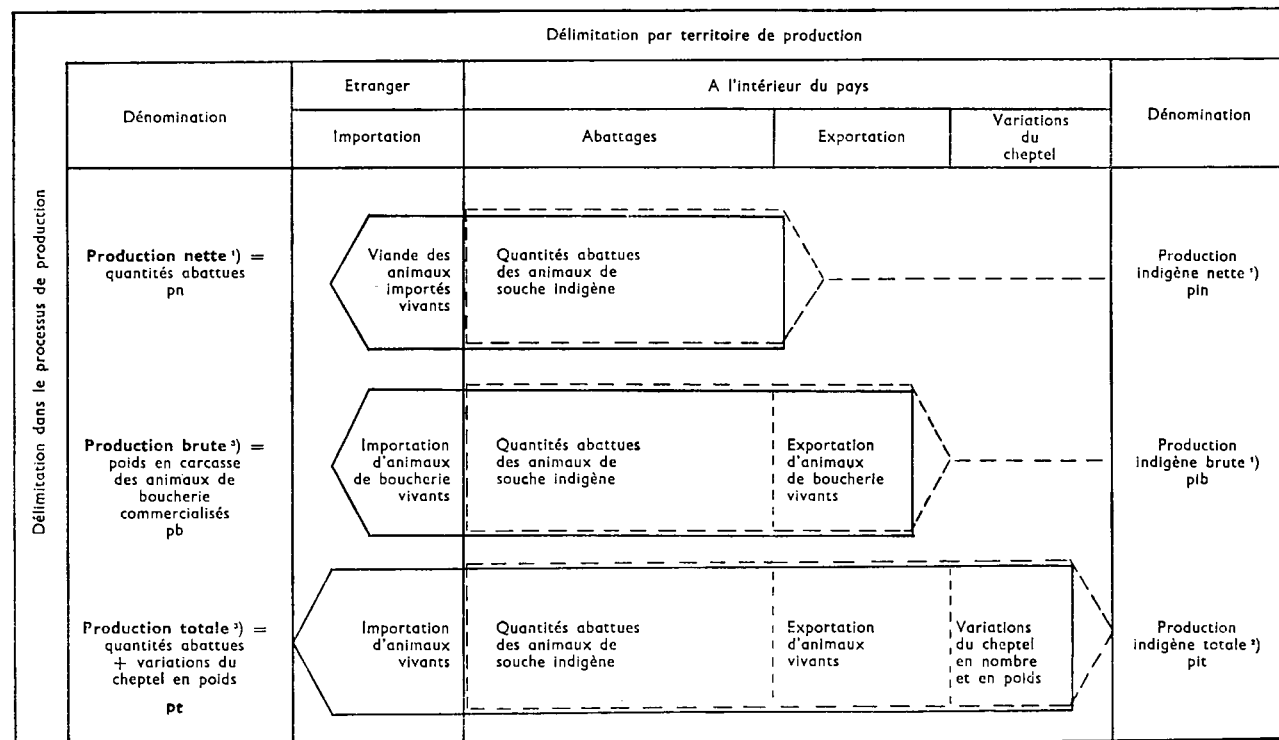 Délimitation par territoire de production
Délimitation dans le processus de production
Dénomination
Etranger
A l'intérieur du pays
Dénomination
Importation
Abattages
Exportation
Variations
du
cheptel
Production nette ¹) =
quantités abattues
pn
Viande des
animaux
importés
vivants
Quantités abattues
des animaux de
souche indigène
Production
indigène nette ¹)
pin
Production brute ³) =
poids en carcasse
des animaux de
boucherie
commercialisés
pb
Importation
d'animaux
de boucherie
vivants
Quantités abattues
des animaux de
souche indigène
Exportation
d'animaux
de boucherie
vivants
Production
indigène brute ¹)
pib
Production totale ³) =
quantités abattues
+ variations du
cheptel en poids
pt
Importation
d'animaux
vivants
Quantités abattues
des animaux de
souche indigène
Exportation
d'animaux
vivants
Variations
du cheptel
en nombre
et en poids
Production
indigène totale ²)
pit